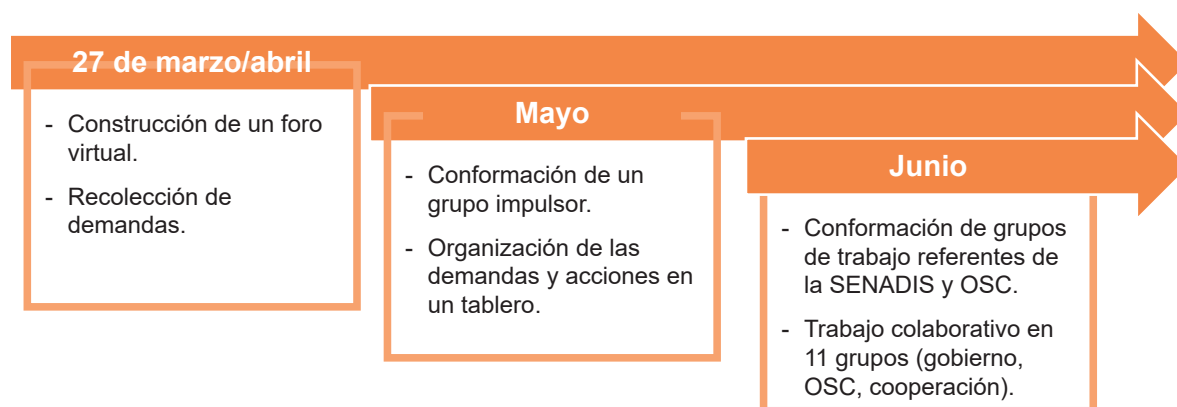 27 de marzo/abril
- Construcción de un foro
virtual.
- Recolección de
demandas.
Mayo
- Conformación de un
grupo impulsor.
- Organización de las
demandas y acciones en
un tablero.
Junio
- Conformación de grupos
de trabajo referentes de
la SENADIS y OSC.
- Trabajo colaborativo en
11 grupos (gobierno,
OSC, cooperación).